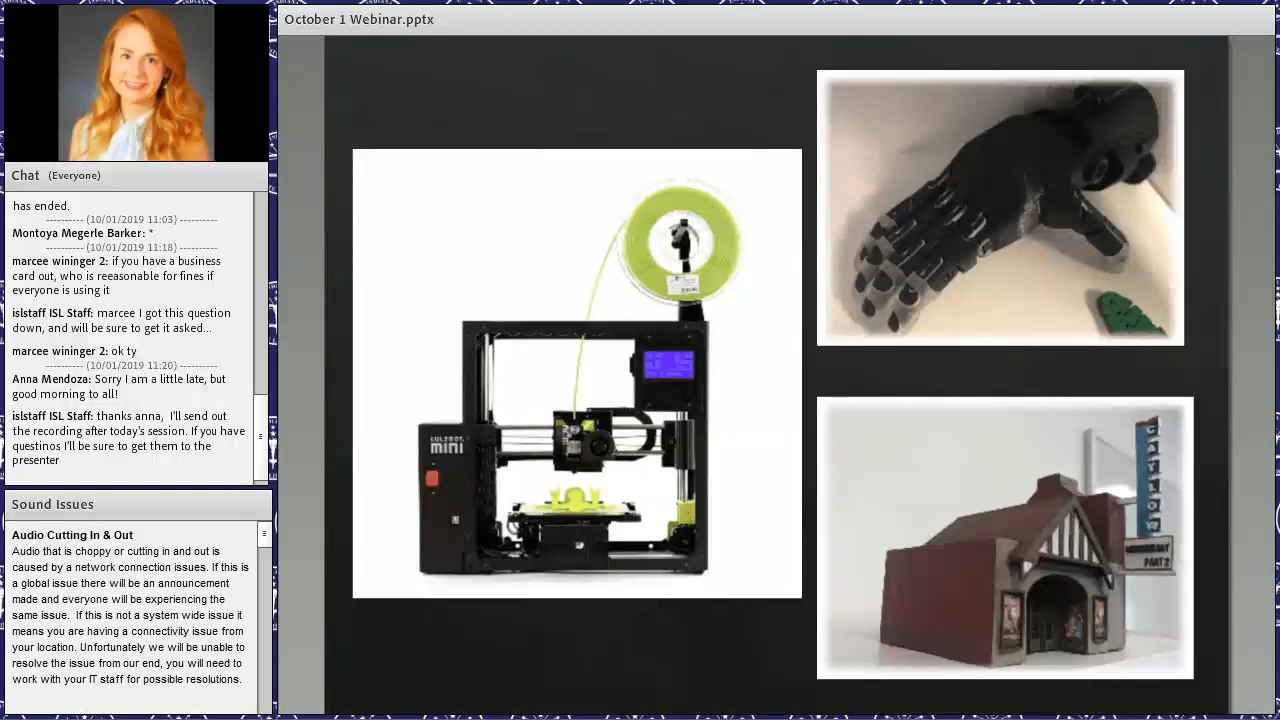 October 1 Webinar.pptx
Chat (Everyone)
has ended.
---------- (10/01/2019 11:03) ----------
Montoya Megerle Barker: *
---------- (10/01/2019 11:18) ----------
marcee wininger 2: if you have a business
card out, who is reeasonable for fines if
everyone is using it
islstaff ISL Staff: marcee I got this question
down, and will be sure to get it asked...
marcee wininger 2: ok ty
---------- (10/01/2019 11:20) ----------
Anna Mendoza: Sorry I am a little late, but
good morning to all!
islstaff ISL Staff: thanks anna, I'll send out
the recording after today's session. If you have
questinos I'll be sure to get them to the
presenter
Sound Issues
Audio Cutting In & Out
Audio that is choppy or cutting in and out is
caused by a network connection issues. If this is
a global issue there will be an announcement
made and everyone will be experiencing the
same issue. If this is not a system wide issue it
means you are having a connectivity issue from
your location. Unfortunately we will be unable to
resolve the issue from our end, you will need to
work with your IT staff for possible resolutions.
LULZBOT
MINI
PART 2